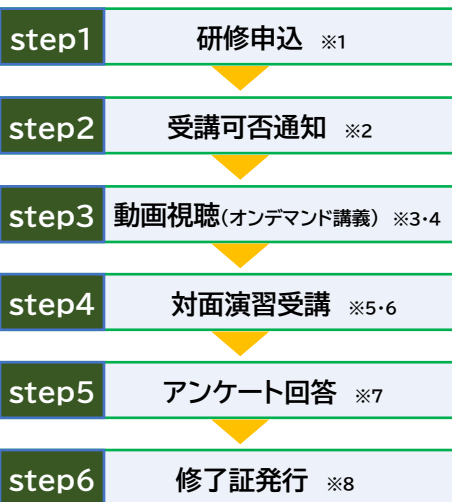 step1 研修申込 ※1
step2 受講可否通知 ※2
step3 動画視聴(オンデマンド講義) ※3・4
step4 対面演習受講 ※5・6
step5 アンケート回答 ※7
step6 修了証発行 ※8